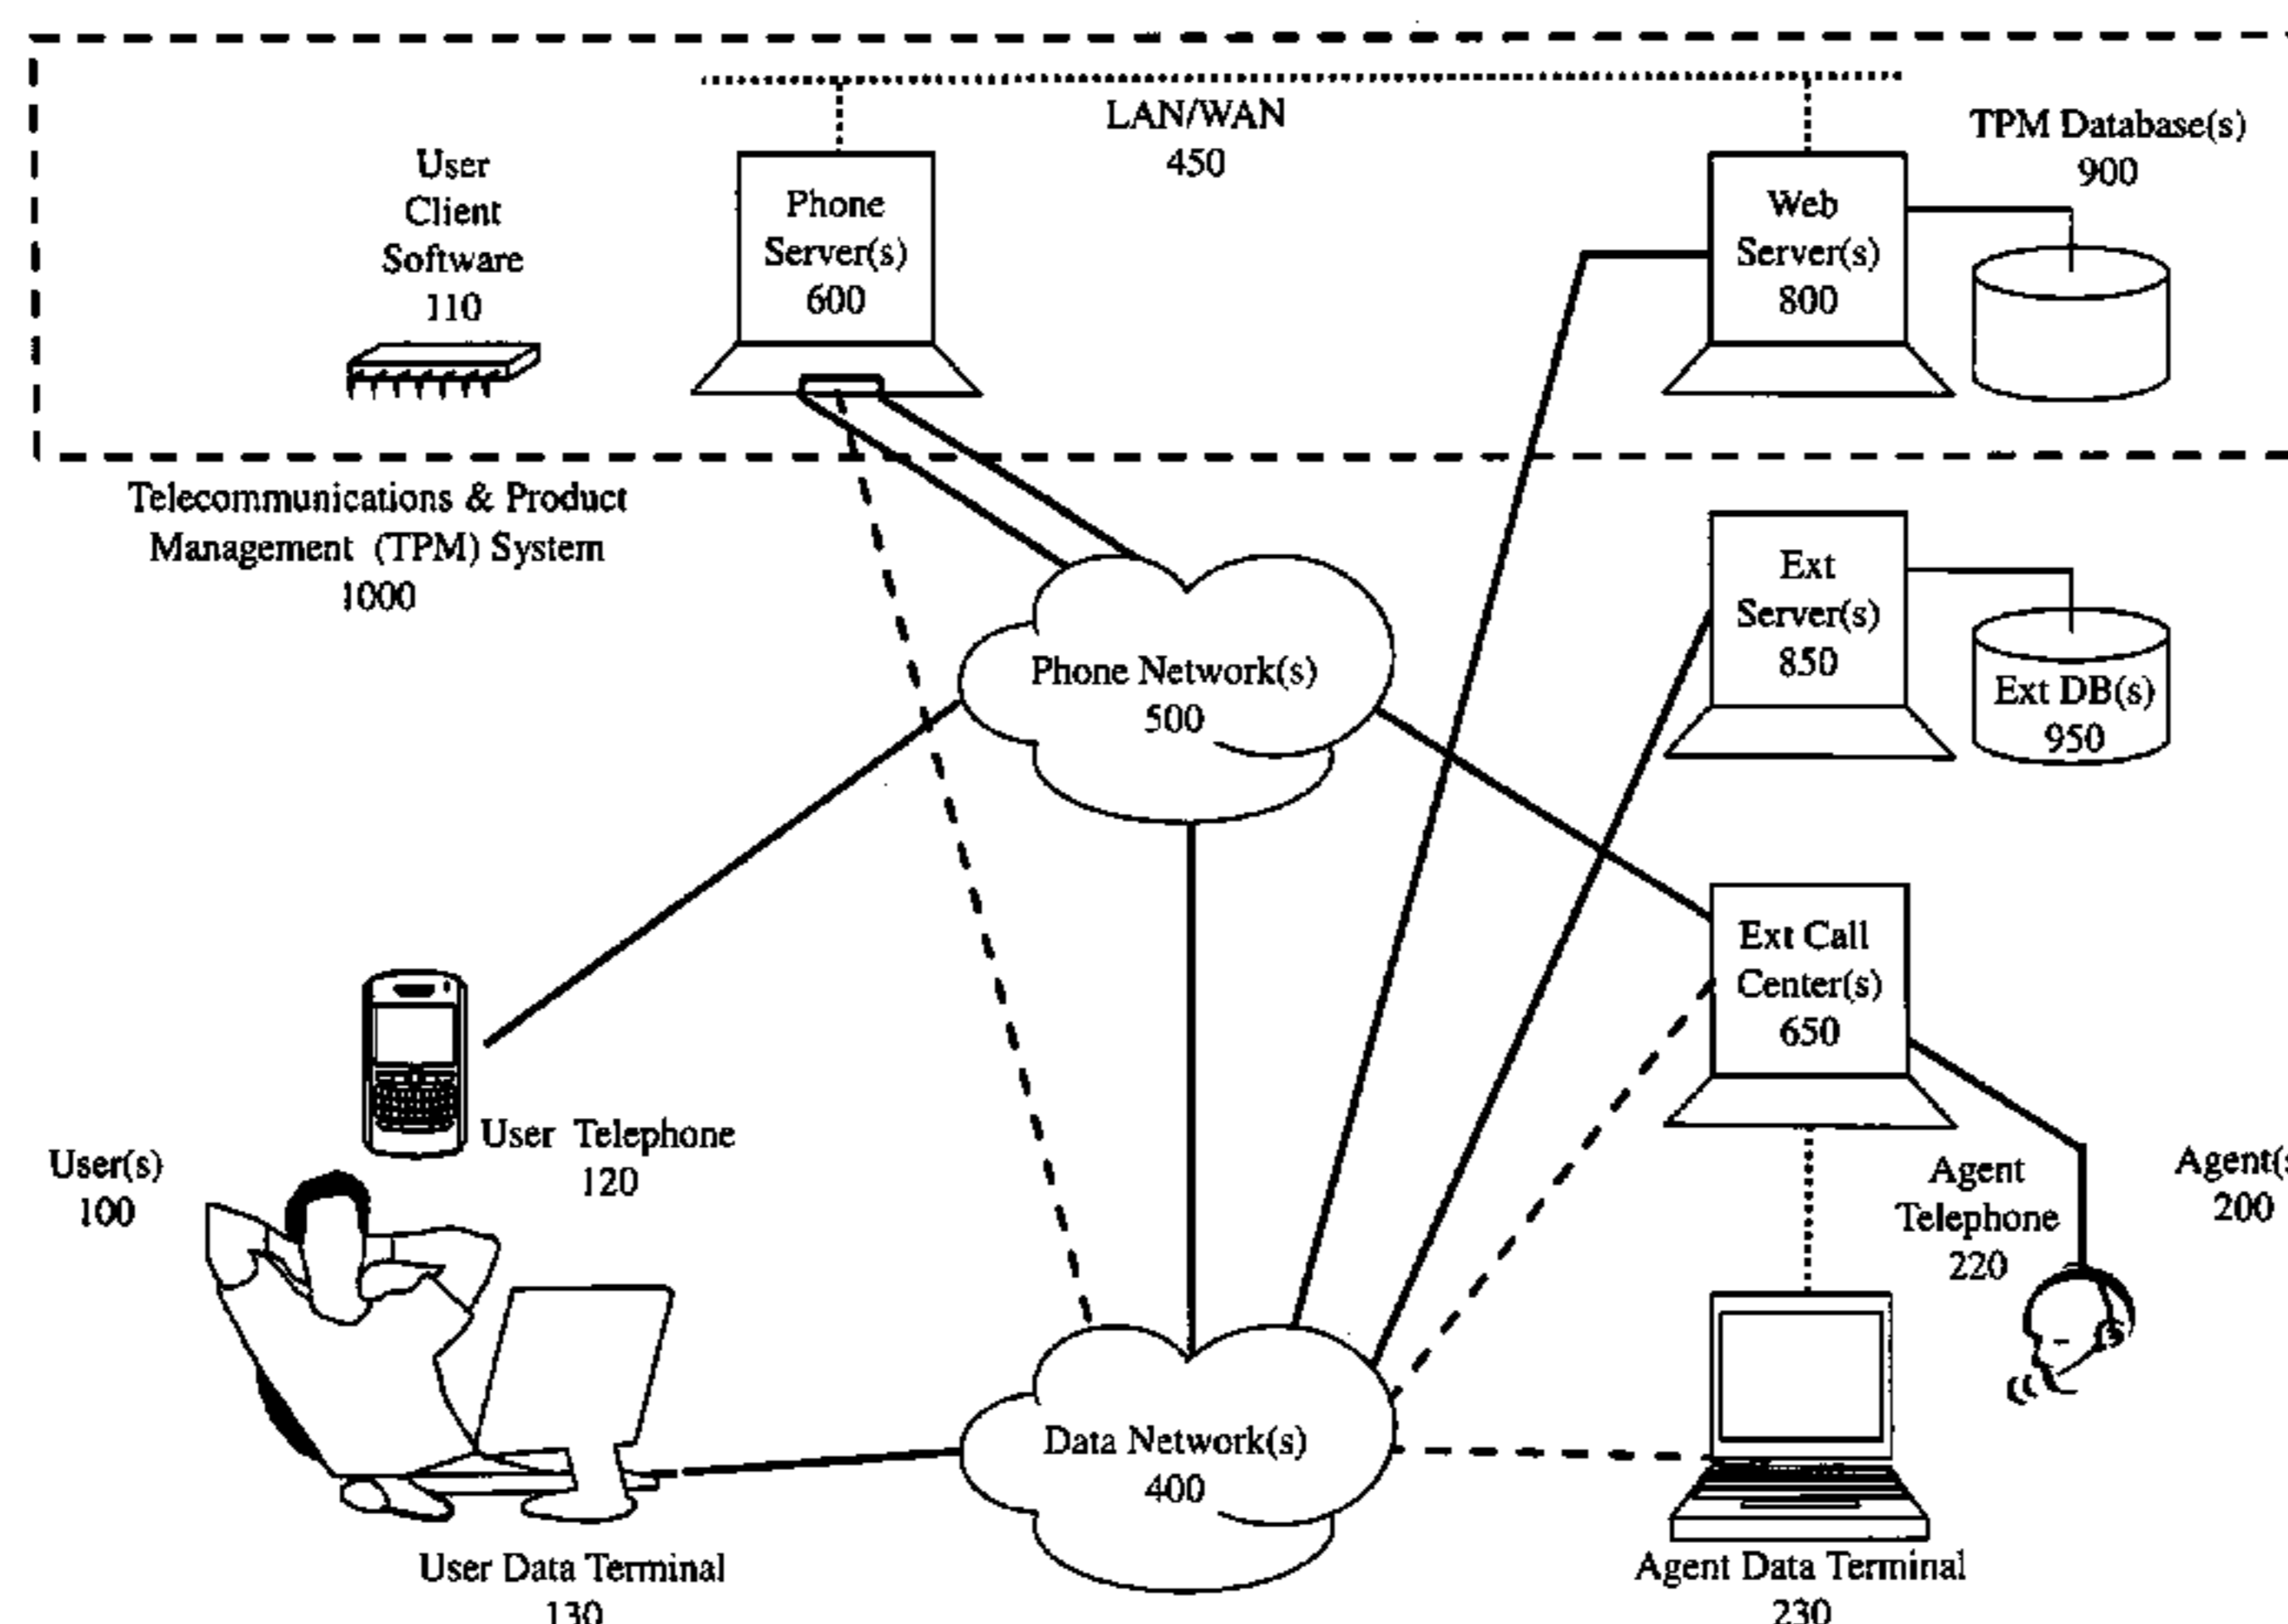 LAN/WAN
450
TPM Database(s)
900
User
Client
Software
110
Phone
Server(s)
600
Web
Server(s)
800
Telecommunications & Product
Management (TPM) System
1000
Ext
Server(s)
850
Ext DB(s)
950
Phone Network(s)
500
Ext Call
Center(s)
650
User Telephone
120
User(s)
100
Agent
Telephone
220
Agent(s
200
Data Network(s)
400
User Data Terminal
130
Agent Data Terminal
230